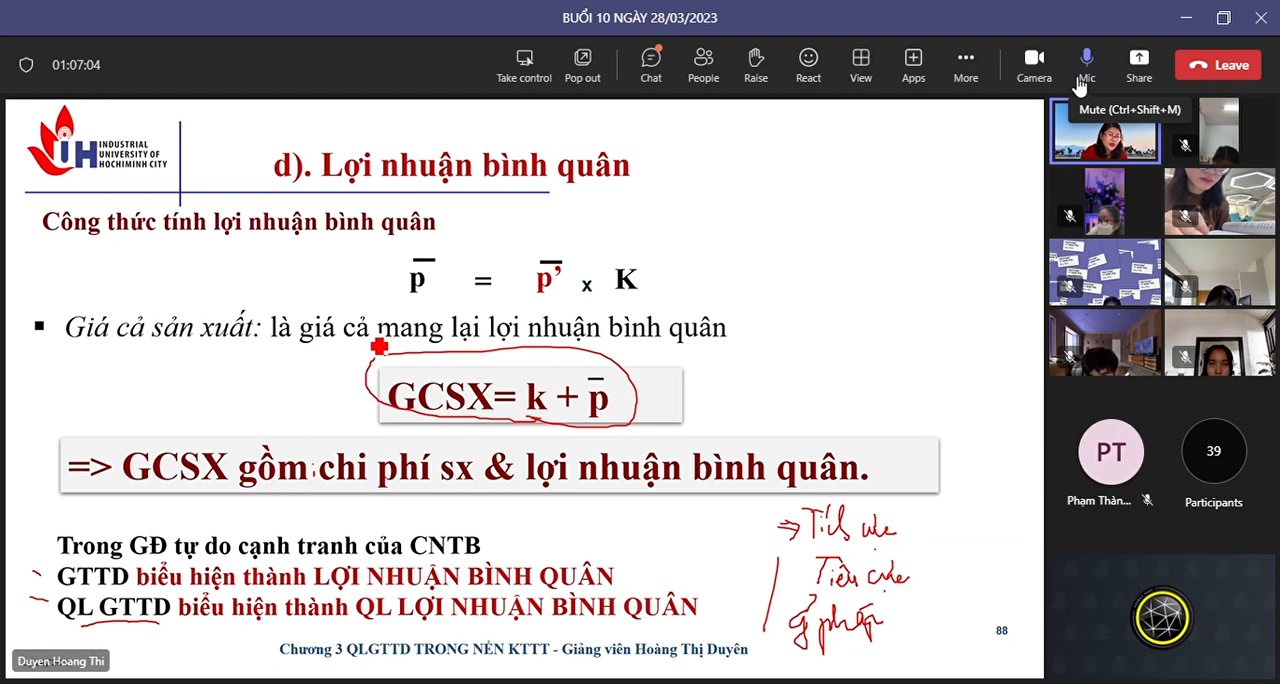 BUỔI 10 NGÀY 28/03/2023
01:07:04
Take control
Pop out
Chat
People
Raise
React
View
Apps
More
Camera
Mic
Share
Leave
Mute (Ctrl+Shift+M)
IUH INDUSTRIAL
UNIVERSITY OF
HOCHIMINH CITY
d). Lợi nhuận bình quân
Công thức tính lợi nhuận bình quân
p̅ = p̅’ x K
▪ Giá cả sản xuất: là giá cả mang lại lợi nhuận bình quân
GCSX= k + p̅
=> GCSX gồm chi phí sx & lợi nhuận bình quân.
Trong GĐ tự do cạnh tranh của CNTB
GTTD biểu hiện thành LỢI NHUẬN BÌNH QUÂN
QL GTTD biểu hiện thành QL LỢI NHUẬN BÌNH QUÂN
=> Tích cực
Tiêu cực
Chương 3 QLGTTD TRONG NỀN KTTT - Giảng viên Hoàng Thị Duyên
88
Duyen Hoang Thi
PT
Phạm Thàn...
39
Participants